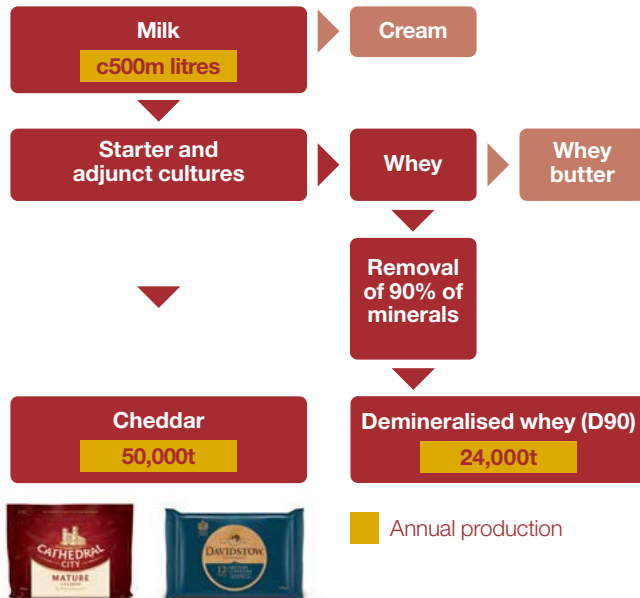 Milk
c500m litres
Cream
Starter and
adjunct cultures
Whey
Whey
butter
Removal
of 90% of
minerals
Cheddar
50,000t
Demineralised whey (D90)
24,000t
CATHEDRAL
CITY
MATURE
DAVIDSTOW
12
Annual production